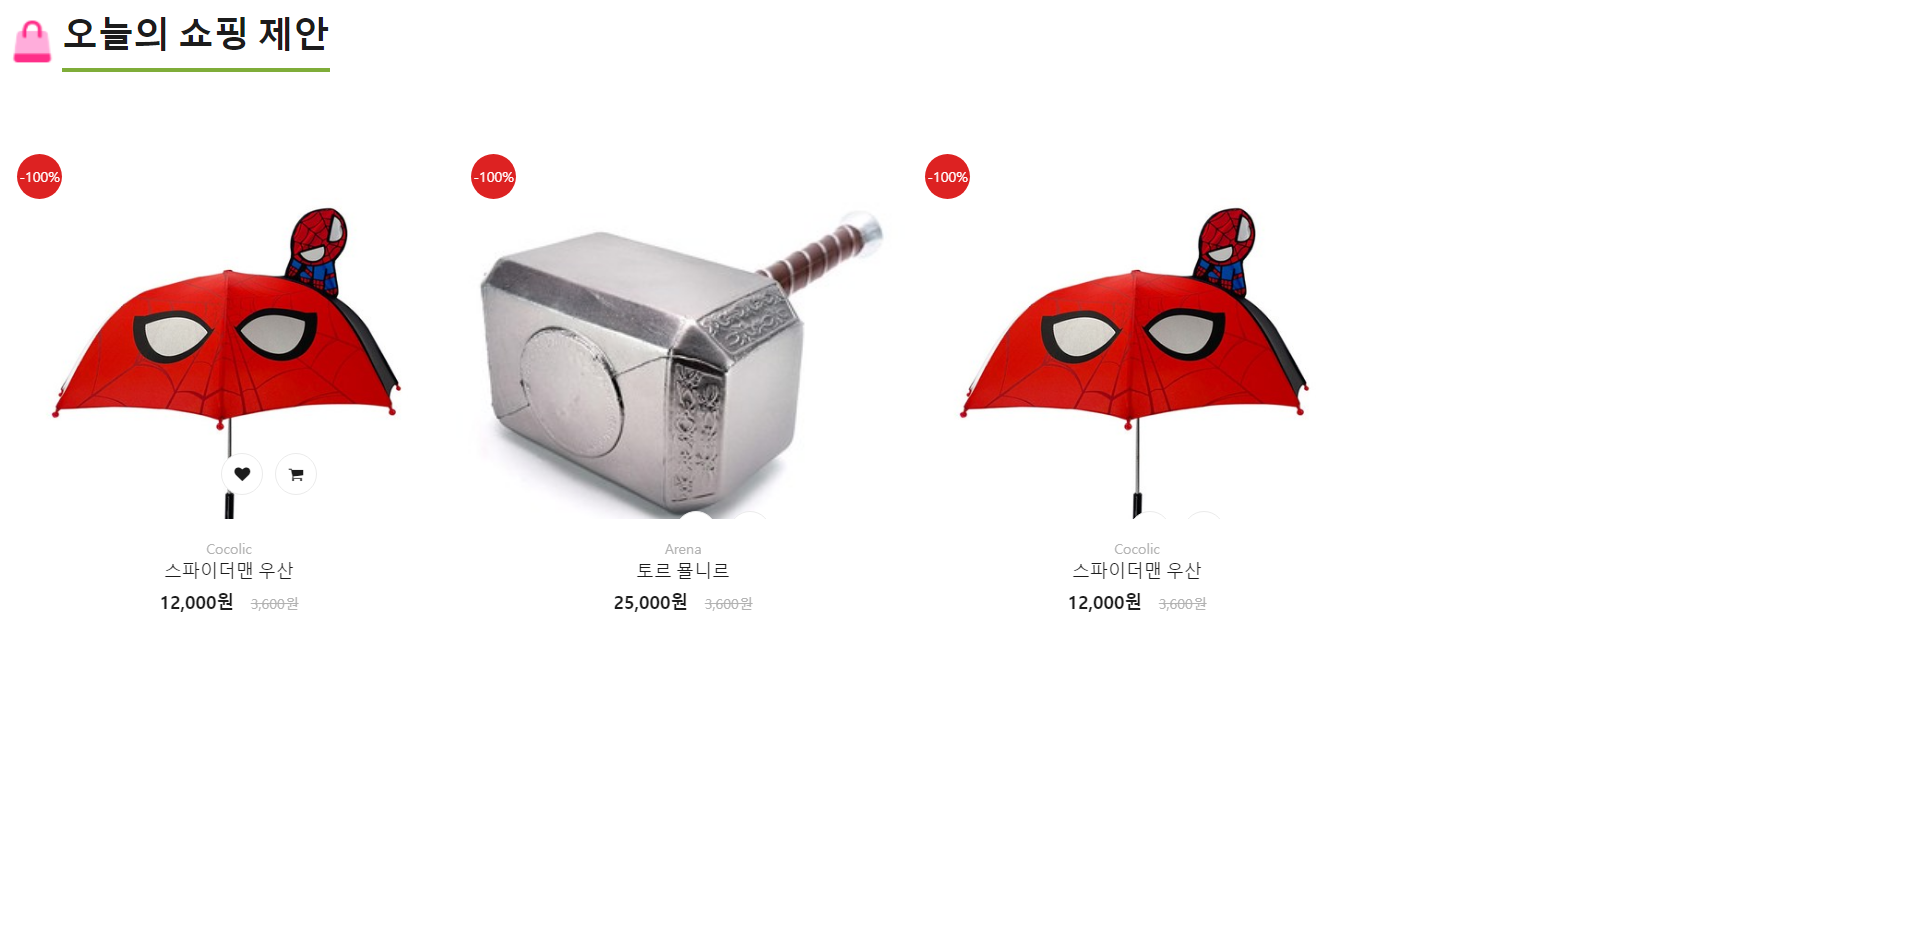 오늘의 쇼핑 제안
-100%
Cocolic
스파이더맨 우산
12,000원 3,600원
-100%
Arena
토르 묠니르
25,000원 3,600원
-100%
Cocolic
스파이더맨 우산
12,000원 3,600원